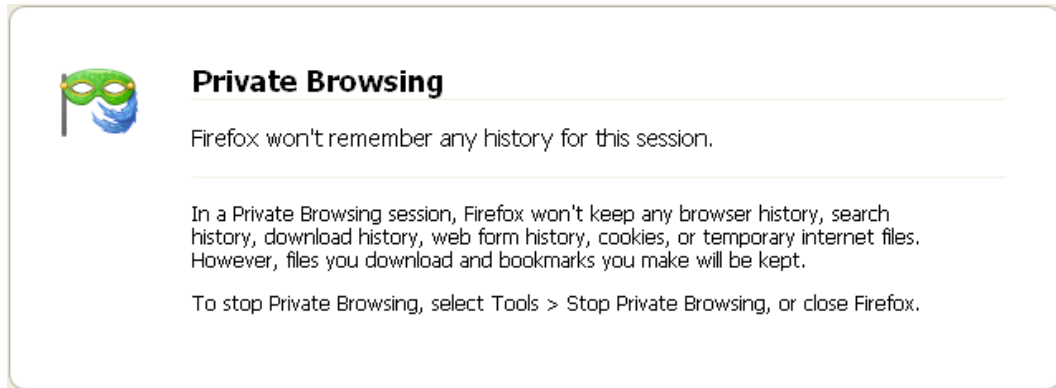 Private Browsing
Firefox won't remember any history for this session.
In a Private Browsing session, Firefox won't keep any browser history, search
history, download history, web form history, cookies, or temporary internet files.
However, files you download and bookmarks you make will be kept.
To stop Private Browsing, select Tools > Stop Private Browsing, or close Firefox.